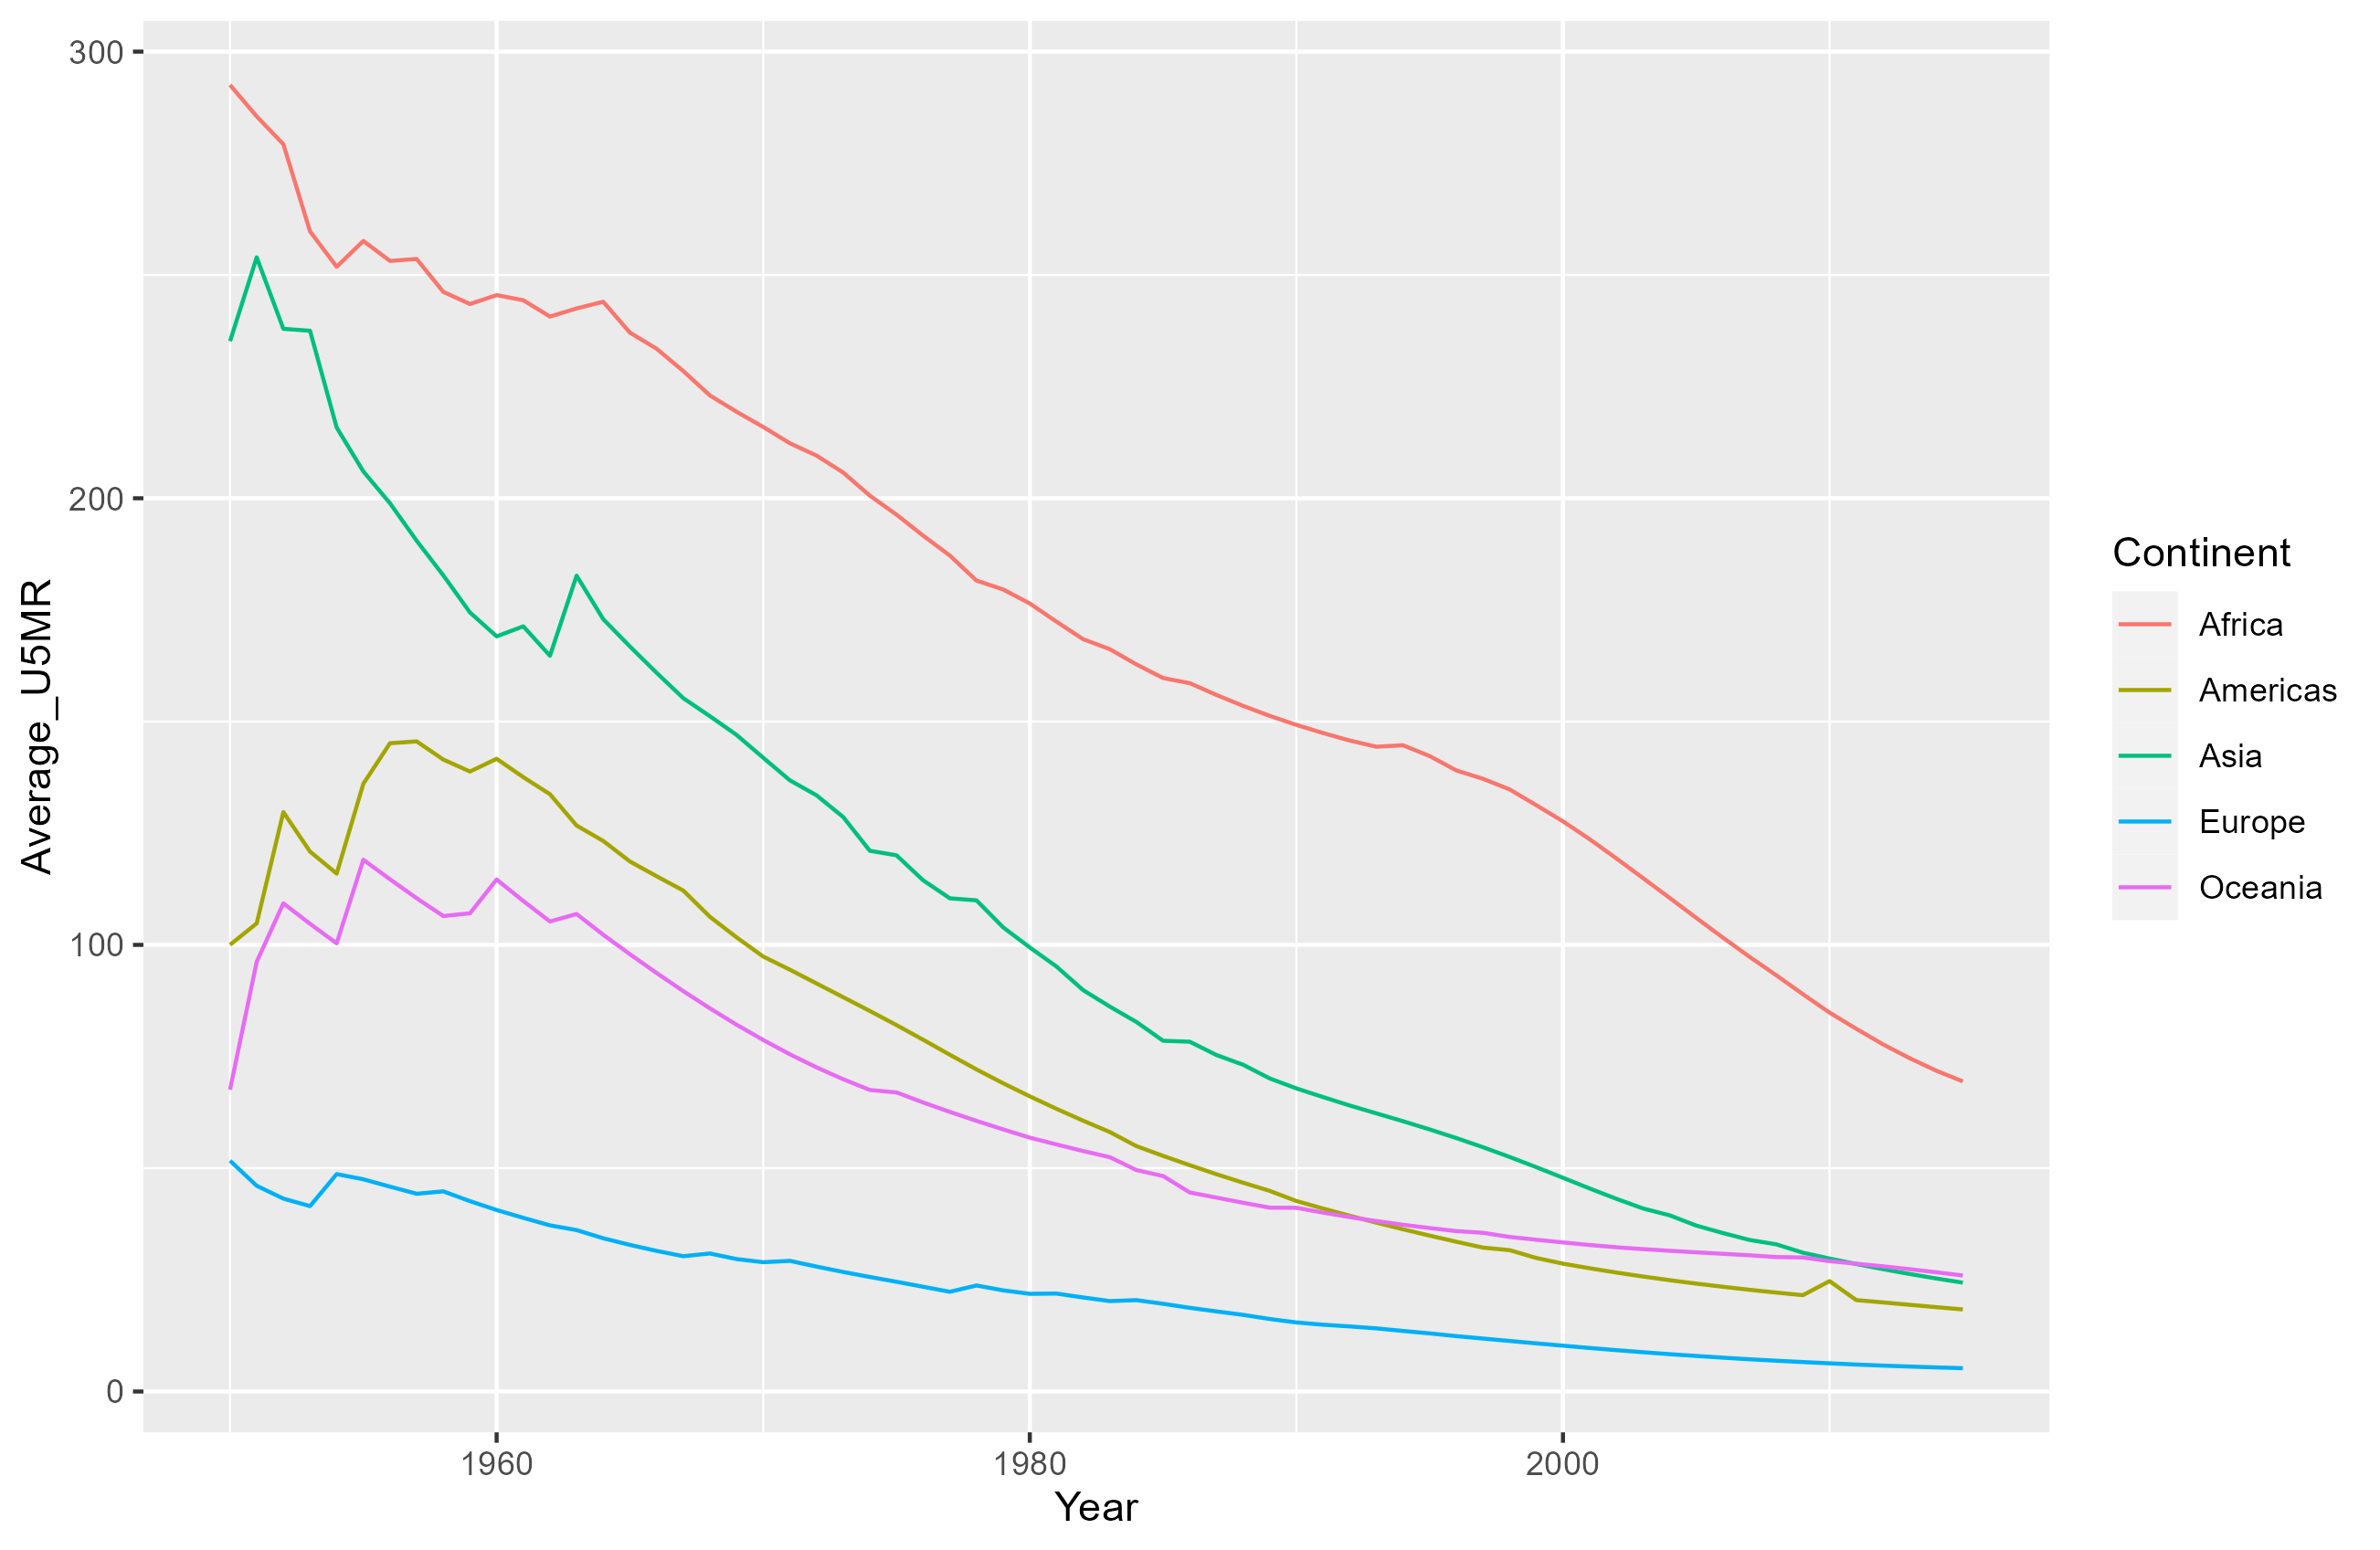 300
200
100
0
Average_U5MR
1960
1980
2000
Year
Continent
Africa
Americas
Asia
Europe
Oceania